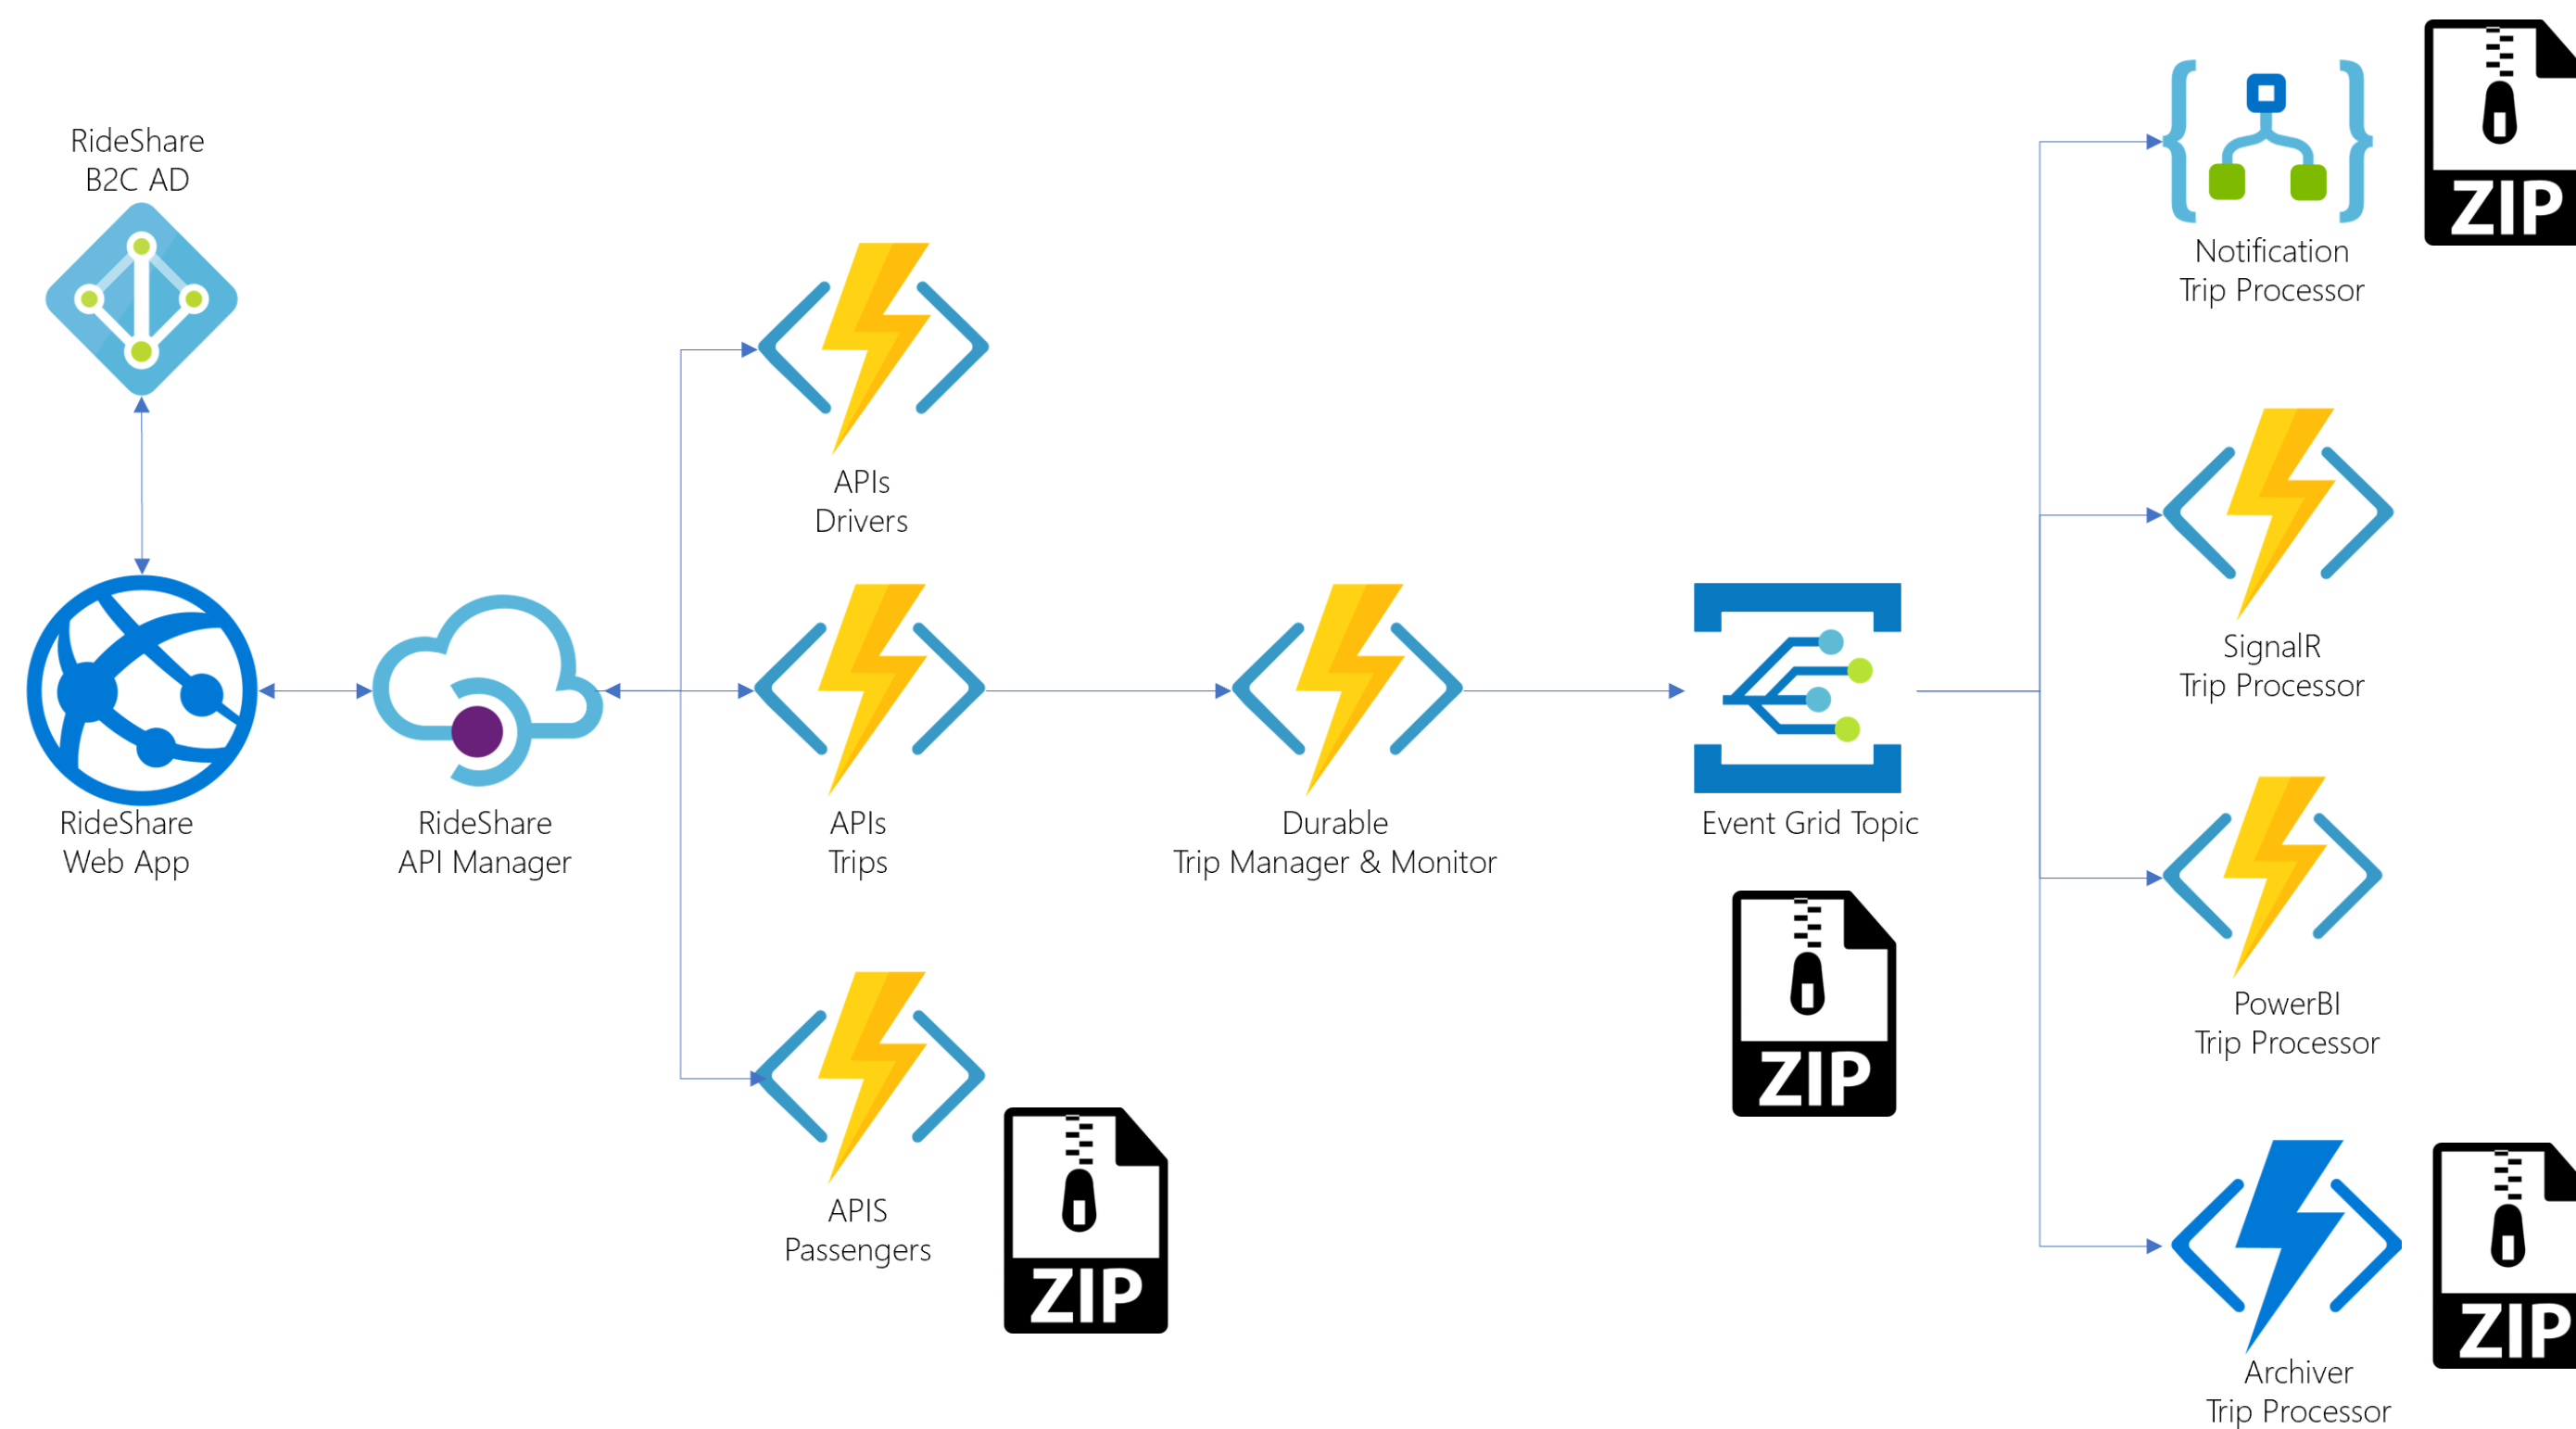 RideShare
B2C AD
RideShare
Web App
RideShare
API Manager
APIs
Drivers
APIs
Trips
APIS
Passengers
ZIP
Durable
Trip Manager & Monitor
Event Grid Topic
ZIP
Notification
Trip Processor
ZIP
SignalR
Trip Processor
PowerBI
Trip Processor
Archiver
Trip Processor
ZIP